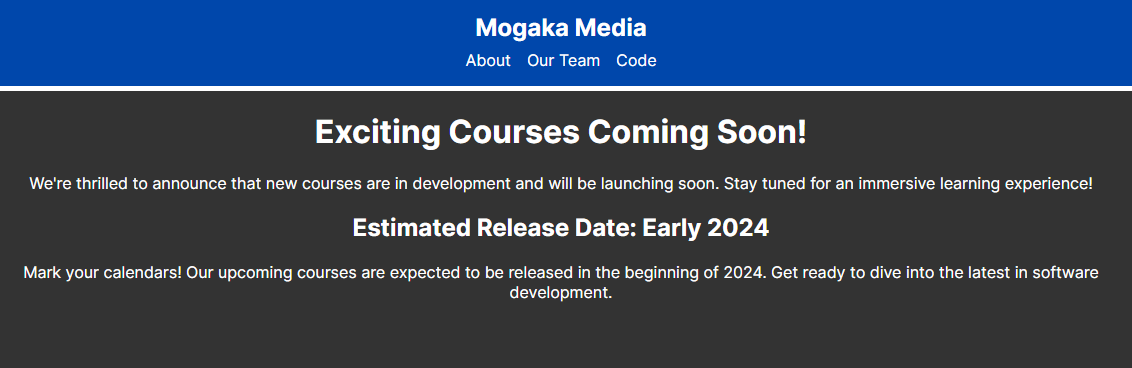 Mogaka Media
About Our Team Code
Exciting Courses Coming Soon!
We're thrilled to announce that new courses are in development and will be launching soon. Stay tuned for an immersive learning experience!
Estimated Release Date: Early 2024
Mark your calendars! Our upcoming courses are expected to be released in the beginning of 2024. Get ready to dive into the latest in software
development.